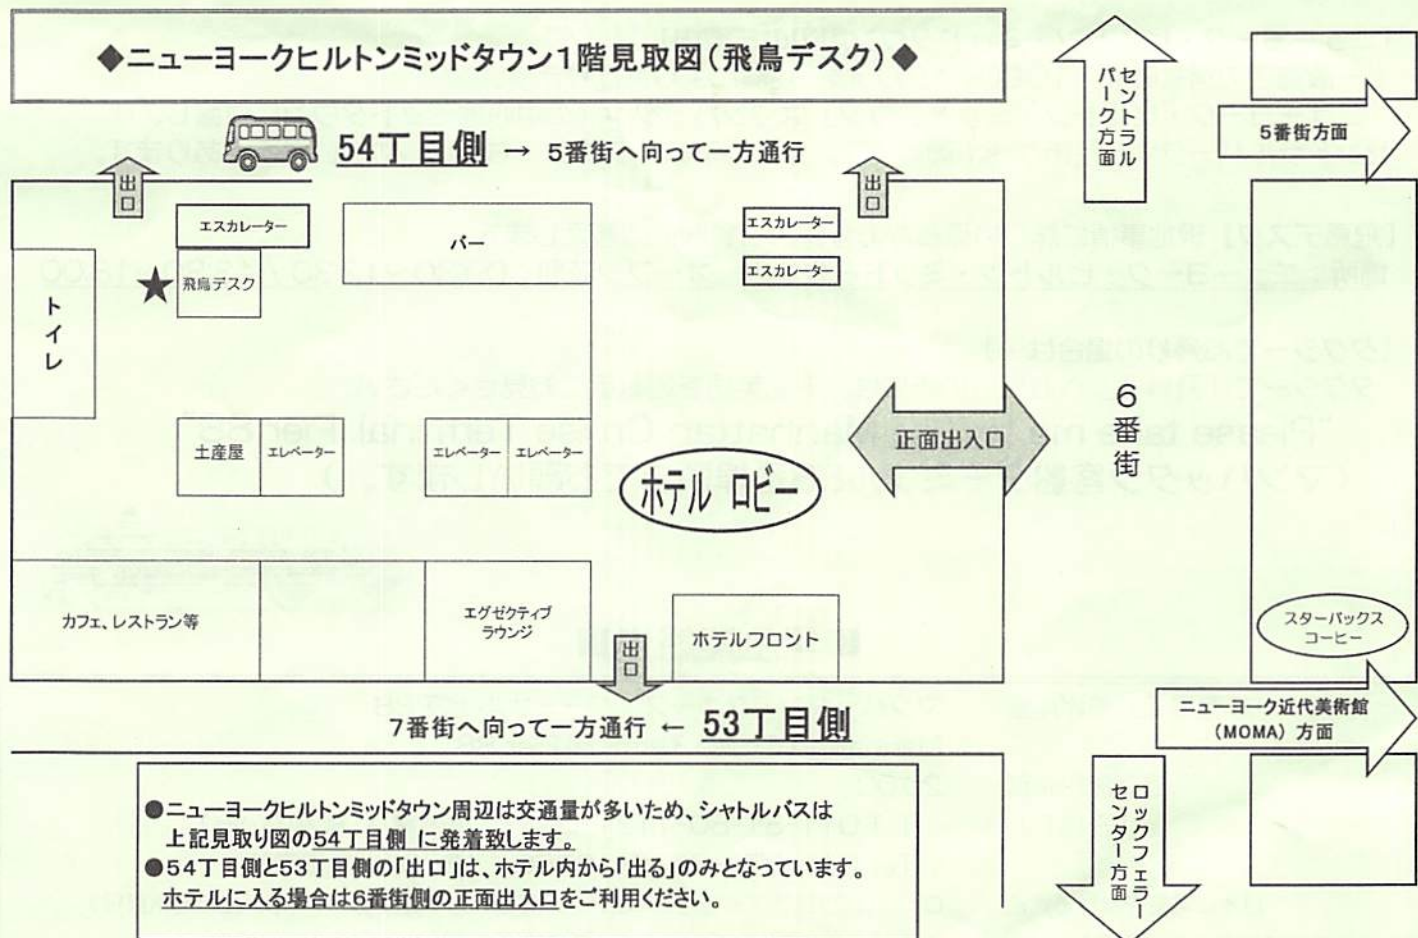 ◆ニューヨークヒルトンミッドタウン1階見取図(飛鳥デスク)◆
セントラル
パーク方面
5番街方面
54丁目側 → 5番街へ向って一方通行
出口
出口
エスカレーター
バー
エスカレーター
エスカレーター
トイレ
★
飛鳥デスク
6番街
正面出入口
土産屋
エレベーター
エレベーター
エレベーター
ホテル ロビー
カフェ、レストラン等
エグゼクティブ
ラウンジ
出口
ホテルフロント
スターバックス
コーヒー
7番街へ向って一方通行 ← 53丁目側
ニューヨーク近代美術館
(MOMA) 方面
ロックフェラー
センター方面
●ニューヨークヒルトンミッドタウン周辺は交通量が多いため、シャトルバスは
上記見取り図の54丁目側 に発着致します。
●54丁目側と53丁目側の「出口」は、ホテル内から「出る」のみとなっています。
ホテルに入る場合は6番街側の正面出入口をご利用ください。